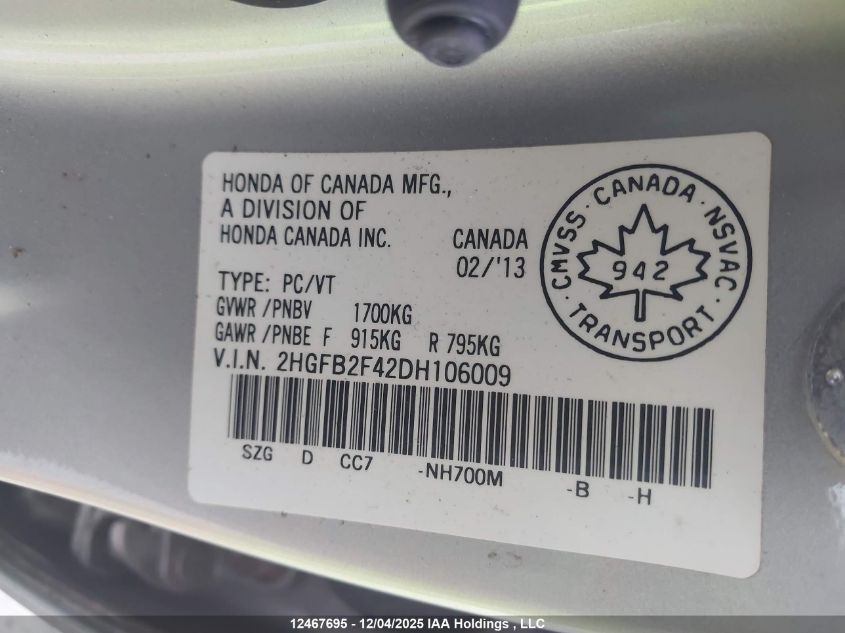 HONDA OF CANADA MFG.,
A DIVISION OF
HONDA CANADA INC.
CANADA
02/'13
TYPE: PC/VT
GVWR /PNBV 1700KG
GAWR /PNBE F 915KG R 795KG
V.I.N. 2HGFB2F42DH106009
SZG D CC7 -NH700M -B -H
CMVSS · CANADA · NSVAC · TRANSPORT ·
942
12467695 - 12/04/2025 IAA Holdings , LLC